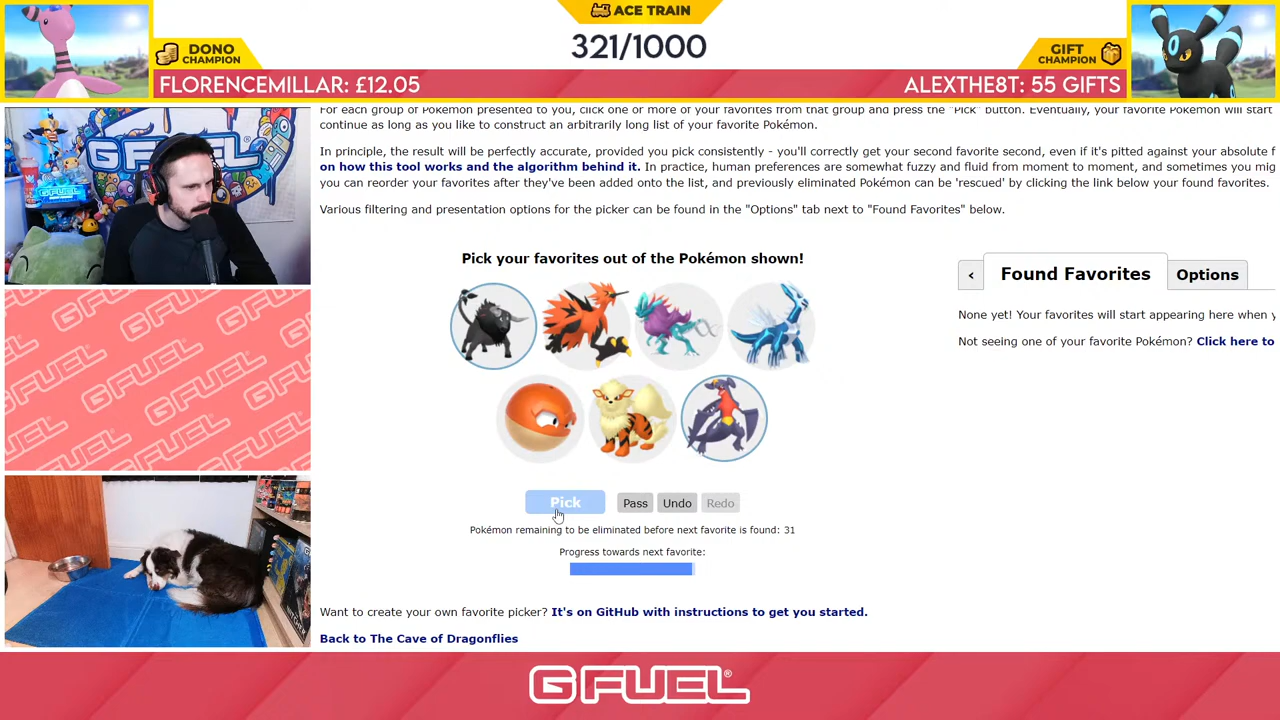 ACE TRAIN
321/1000
DONO
CHAMPION
FLORENCEMILLAR: £12.05
GIFT
CHAMPION
ALEXTHE8T: 55 GIFTS
For each group of Pokémon presented to you, click one or more of your favorites from that group and press the "Pick" button. Eventually, your favorite Pokémon will start
continue as long as you like to construct an arbitrarily long list of your favorite Pokémon.
In principle, the result will be perfectly accurate, provided you pick consistently - you'll correctly get your second favorite second, even if it's pitted against your absolute f
on how this tool works and the algorithm behind it. In practice, human preferences are somewhat fuzzy and fluid from moment to moment, and sometimes you mig
you can reorder your favorites after they've been added onto the list, and previously eliminated Pokémon can be 'rescued' by clicking the link below your found favorites.
Various filtering and presentation options for the picker can be found in the "Options" tab next to "Found Favorites" below.
Pick your favorites out of the Pokémon shown!
‹ Found Favorites Options
None yet! Your favorites will start appearing here when y
Not seeing one of your favorite Pokémon? Click here to
Pick Pass Undo Redo
Pokémon remaining to be eliminated before next favorite is found: 31
Progress towards next favorite:
Want to create your own favorite picker? It's on GitHub with instructions to get you started.
Back to The Cave of Dragonflies
G FUEL®